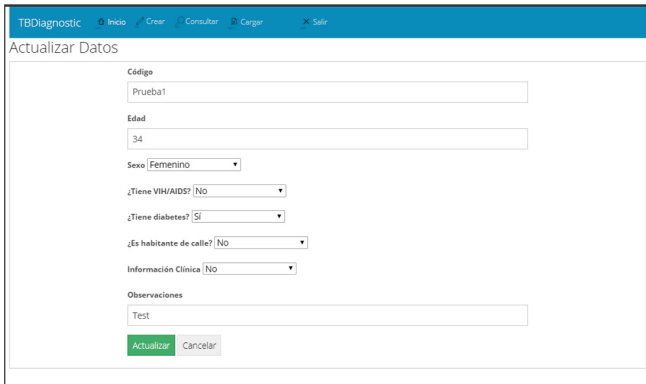 TBDiagnostic Inicio Crear Consultar Cargar Salir
Actualizar Datos
Código
Prueba1
Edad
34
Sexo Femenino
¿Tiene VIH/AIDS? No
¿Tiene diabetes? Sí
¿Es habitante de calle? No
Información Clínica No
Observaciones
Test
Actualizar Cancelar